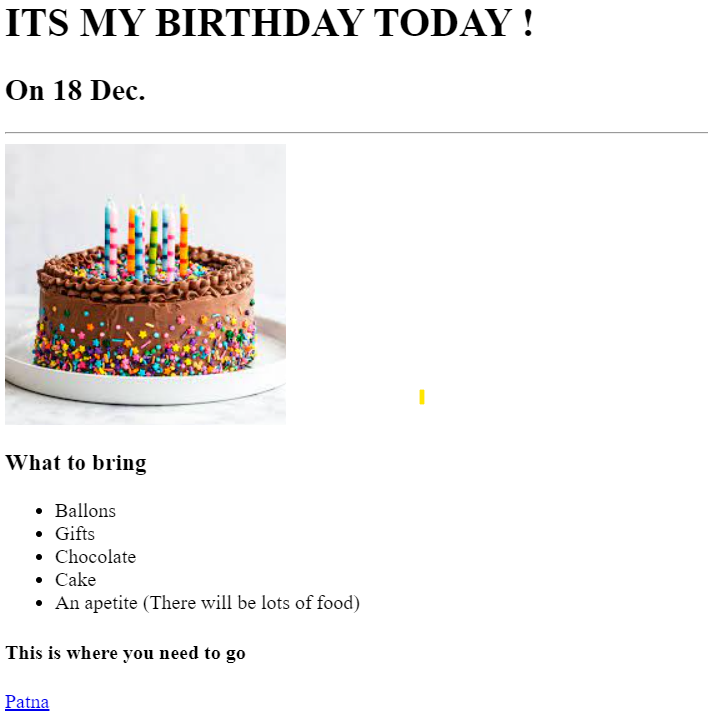 ITS MY BIRTHDAY TODAY !
On 18 Dec.
What to bring
Ballons
Gifts
Chocolate
Cake
An apetite (There will be lots of food)
This is where you need to go
Patna